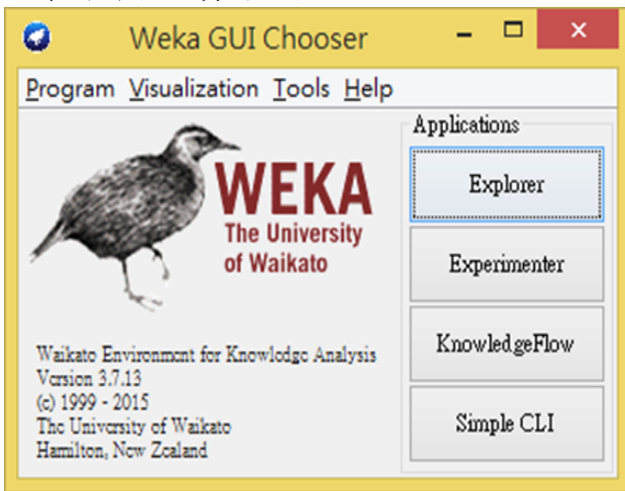 Weka GUI Chooser
Program Visualization Tools Help
WEKA
The University
of Waikato
Waikato Environment for Knowledge Analysis
Version 3.7.13
(c) 1999 - 2015
The University of Waikato
Hamilton, New Zealand
Applications
Explorer
Experimenter
KnowledgeFlow
Simple CLI